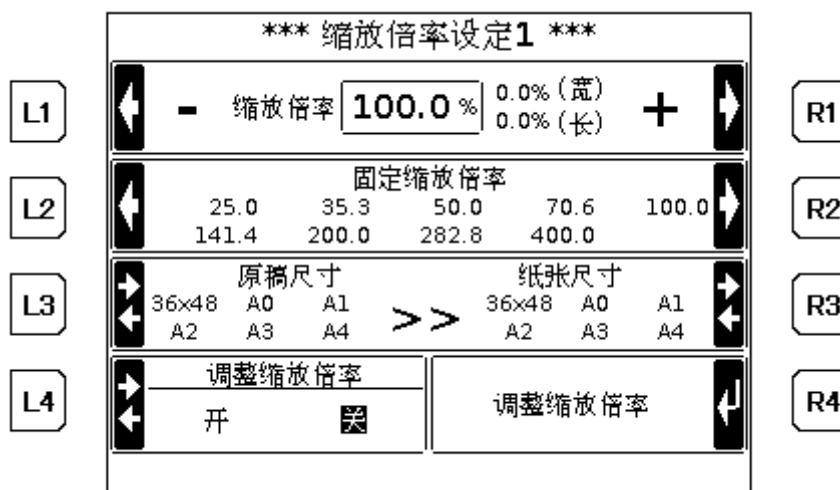 *** 缩放倍率设定1 ***
L1 - 缩放倍率 100.0 % 0.0% (宽) + R1
0.0% (长)
固定缩放倍率
L2 25.0 35.3 50.0 70.6 100.0 R2
141.4 200.0 282.8 400.0
原稿尺寸 纸张尺寸
L3 36x48 A0 A1 >> 36x48 A0 A1 R3
A2 A3 A4 A2 A3 A4
调整缩放倍率
L4 开 关 调整缩放倍率 R4